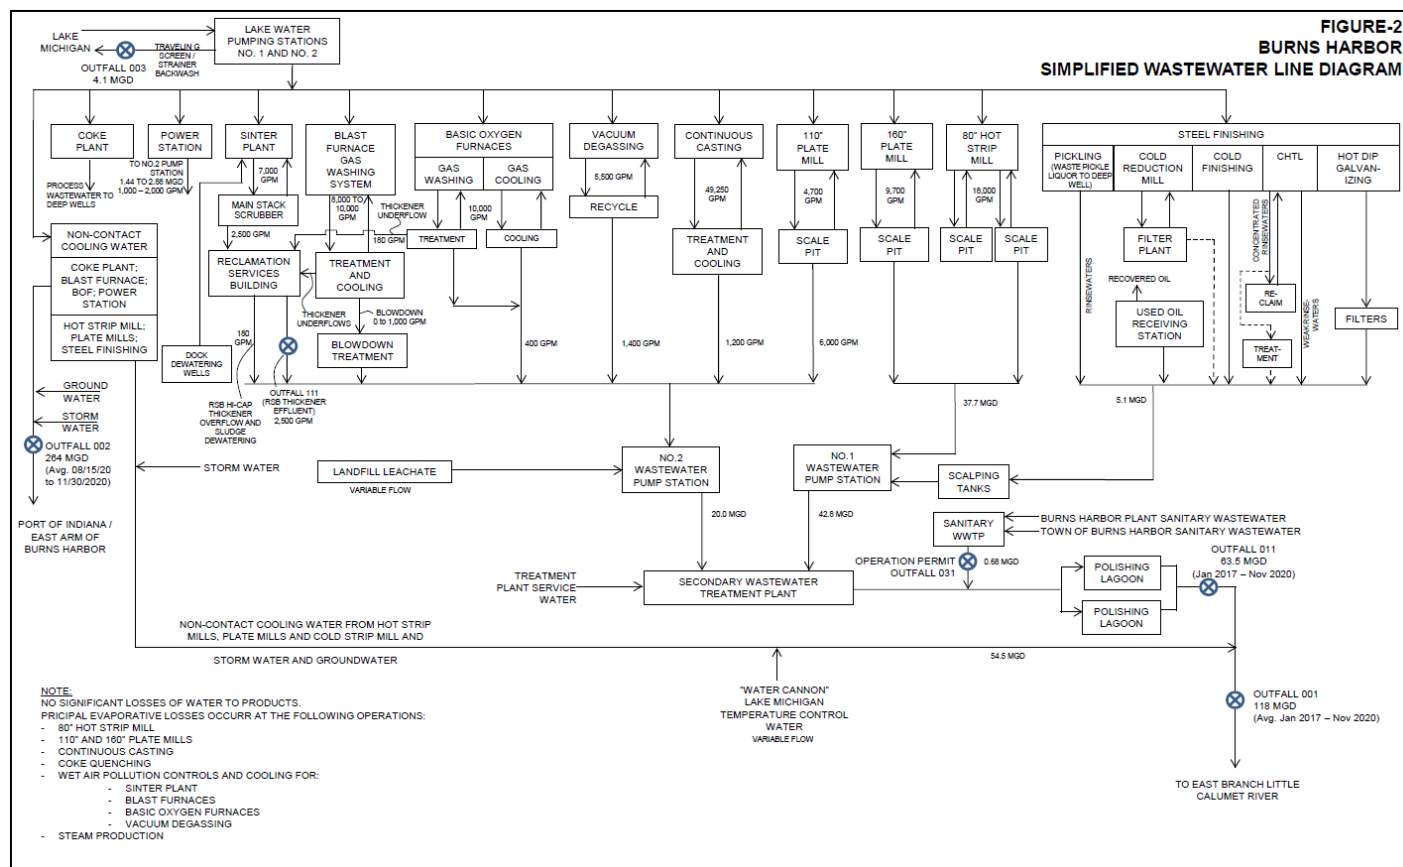 FIGURE-2
BURNS HARBOR
SIMPLIFIED WASTEWATER LINE DIAGRAM
LAKE
MICHIGAN
LAKE WATER
PUMPING STATIONS
NO. 1 AND NO. 2
TRAVELING
SCREEN /
STRAINER
BACKWASH
OUTFALL 003
4.1 MGD
COKE
PLANT
POWER
STATION
SINTER
PLANT
BLAST
FURNACE
GAS
WASHING
SYSTEM
BASIC OXYGEN
FURNACES
GAS
WASHING
GAS
COOLING
VACUUM
DEGASSING
CONTINUOUS
CASTING
110" PLATE
MILL
160" PLATE
MILL
80" HOT
STRIP MILL
STEEL FINISHING
PICKLING
(WASTE PICKLE
LIQUOR TO DEEP
WELL)
COLD
REDUCTION
MILL
COLD
FINISHING
CHTL
HOT DIP
GALVAN-
IZING
PROCESS
WASTEWATER TO
DEEP WELLS
TO NO.2 PUMP
STATION
1.44 TO 2.88 MGD
1,000 – 2,000 GPM
7,000
GPM
MAIN STACK
SCRUBBER
2,500 GPM
8,000 TO
10,000
GPM
THICKENER
UNDERFLOW
180 GPM
TREATMENT
10,000
GPM
COOLING
5,500 GPM
RECYCLE
49,250
GPM
TREATMENT
AND
COOLING
4,700
GPM
SCALE
PIT
9,700
GPM
SCALE
PIT
18,000
GPM
SCALE
PIT
SCALE
PIT
FILTER
PLANT
CONCENTRATED
RINSEWATERS
RINSEWATERS
RECOVERED OIL
USED OIL
RECEIVING
STATION
RE-
CLAIM
TREAT-
MENT
WEAK RINSE-
WATERS
FILTERS
NON-CONTACT
COOLING WATER
COKE PLANT;
BLAST FURNACE;
BOF; POWER
STATION
HOT STRIP MILL;
PLATE MILLS;
STEEL FINISHING
RECLAMATION
SERVICES
BUILDING
TREATMENT
AND
COOLING
THICKENER
UNDERFLOWS
BLOWDOWN
0 to 1,000 GPM
BLOWDOWN
TREATMENT
180
GPM
DOCK
DEWATERING
WELLS
400 GPM
1,400 GPM
1,200 GPM
6,000 GPM
RSB HI-CAP
THICKENER
OVERFLOW AND
SLUDGE
DEWATERING
OUTFALL 111
(RSB THICKENER
EFFLUENT)
2,500 GPM
37.7 MGD
5.1 MGD
GROUND
WATER
STORM
WATER
OUTFALL 002
264 MGD
(Avg. 08/15/20
to 11/30/2020)
STORM WATER
PORT OF INDIANA /
EAST ARM OF
BURNS HARBOR
LANDFILL LEACHATE
VARIABLE FLOW
NO.2
WASTEWATER
PUMP STATION
NO.1
WASTEWATER
PUMP STATION
SCALPING
TANKS
20.0 MGD
42.8 MGD
SANITARY
WWTP
BURNS HARBOR PLANT SANITARY WASTEWATER
TOWN OF BURNS HARBOR SANITARY WASTEWATER
OPERATION PERMIT
OUTFALL 031
0.68 MGD
TREATMENT
PLANT SERVICE
WATER
SECONDARY WASTEWATER
TREATMENT PLANT
POLISHING
LAGOON
POLISHING
LAGOON
OUTFALL 011
63.5 MGD
(Jan 2017 – Nov 2020)
NON-CONTACT COOLING WATER FROM HOT STRIP
MILLS, PLATE MILLS AND COLD STRIP MILL AND
STORM WATER AND GROUNDWATER
54.5 MGD
"WATER CANNON"
LAKE MICHIGAN
TEMPERATURE CONTROL
WATER
VARIABLE FLOW
OUTFALL 001
118 MGD
(Avg. Jan 2017 – Nov 2020)
TO EAST BRANCH LITTLE
CALUMET RIVER
NOTE:
NO SIGNIFICANT LOSSES OF WATER TO PRODUCTS.
PRICIPAL EVAPORATIVE LOSSES OCCUR AT THE FOLLOWING OPERATIONS:
- 80" HOT STRIP MILL
- 110" AND 160" PLATE MILLS
- CONTINUOUS CASTING
- COKE QUENCHING
- WET AIR POLLUTION CONTROLS AND COOLING FOR:
- SINTER PLANT
- BLAST FURNACES
- BASIC OXYGEN FURNACES
- VACUUM DEGASSING
- STEAM PRODUCTION